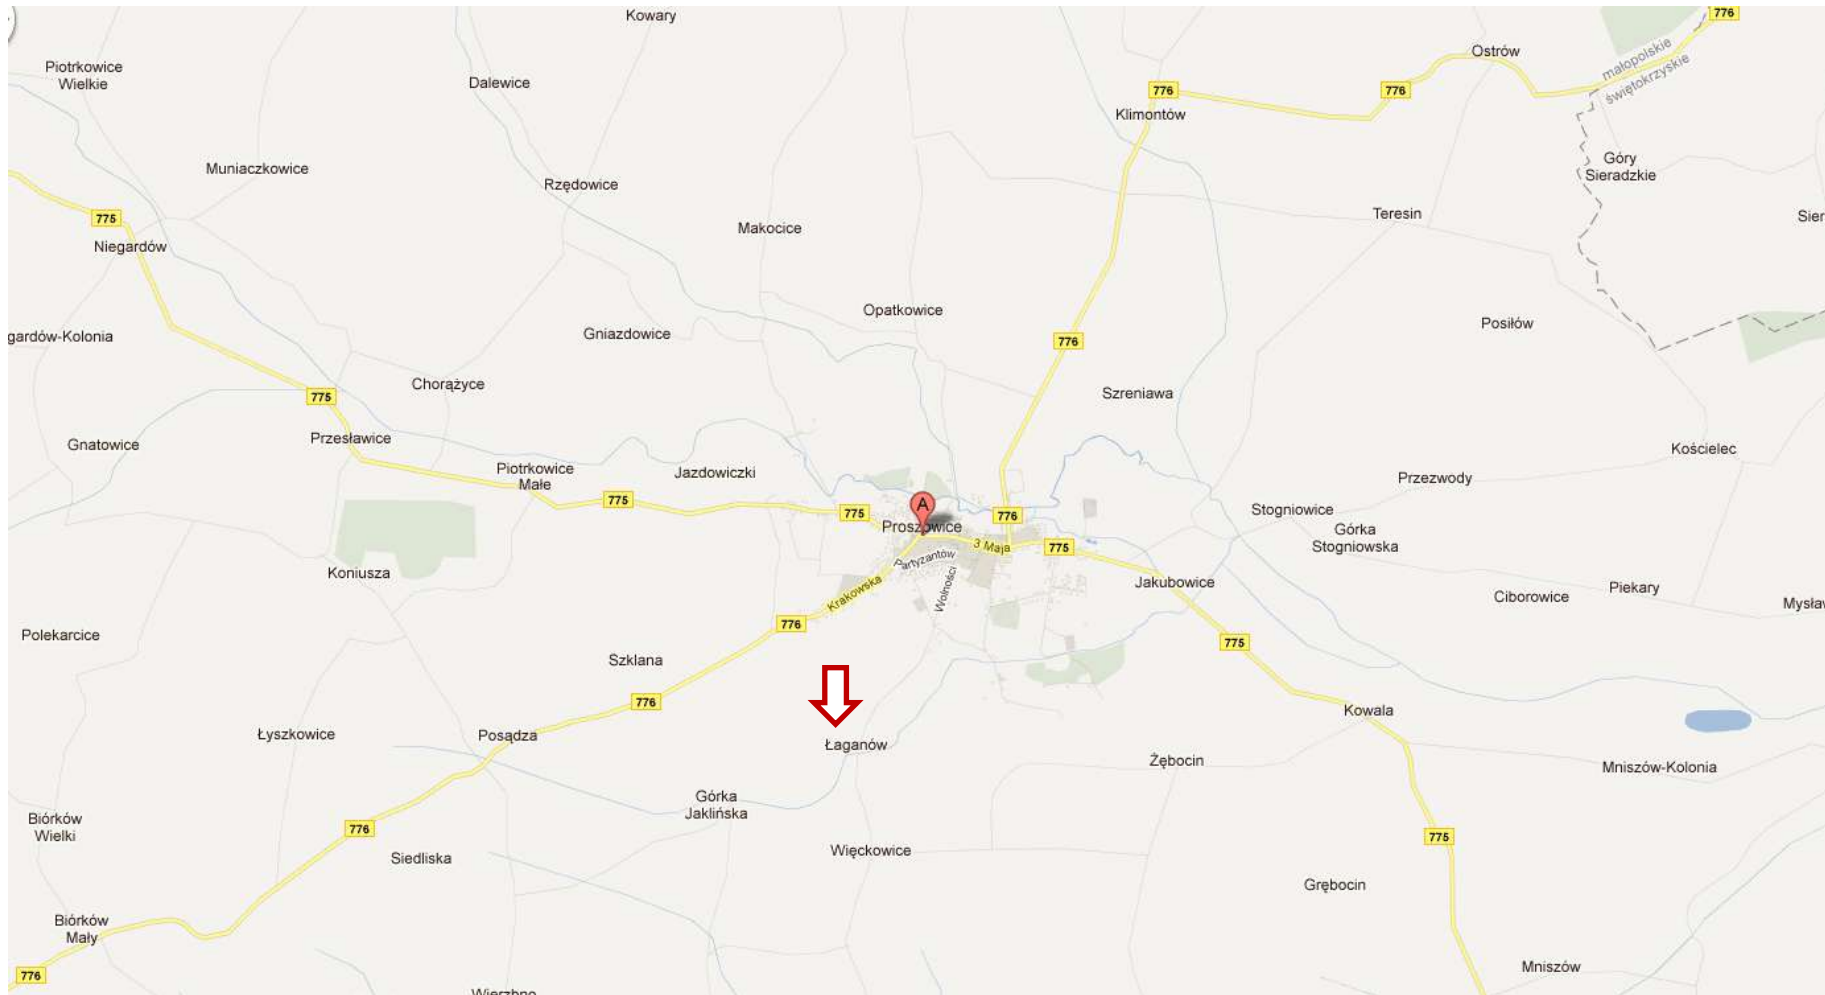 Kowary
776
Ostrów
małopolskie
świętokrzyskie
Piotrkowice
Wielkie
Dalewice
776
776
Klimontów
Muniaczkowice
Rzędowice
Góry
Sieradzkie
Teresin
Sier
775
Makocice
Niegardów
Opatkowice
Posiłów
gardów-Kolonia
Gniazdowice
776
Chorążyce
Szreniawa
775
Przesławice
Gnatowice
Kościelec
Piotrkowice
Małe
Jazdowiczki
Przezwody
775
775
A
776
Stogniowice
Proszowice
Górka
Stogniowska
3 Maja
775
Partyzantów
Wolności
Koniusza
Krakowska
Jakubowice
Ciborowice
Piekary
Mysła
776
Polekarcice
775
Szklana
776
Kowala
Łyszkowice
Posądza
Łaganów
Żębocin
Mniszów-Kolonia
Górka
Jaklińska
Biórków
Wielki
776
775
Siedliska
Więckowice
Grębocin
Biórków
Mały
776
Mniszów
Wierzbno